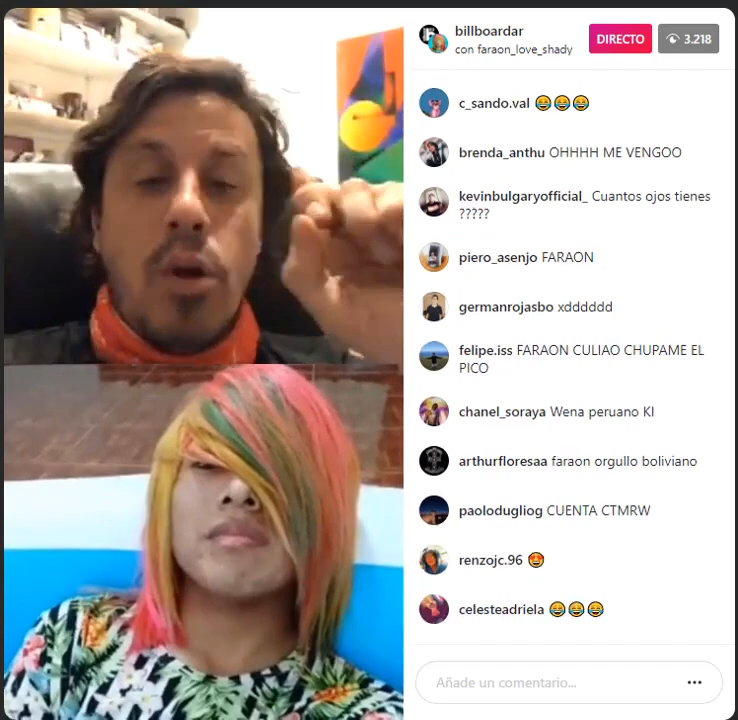 billboardar
con faraon_love_shady
DIRECTO
3.218
c_sando.val 😂😂😂
brenda_anthu OHHHH ME VENGOO
kevinbulgaryofficial_ Cuantos ojos tienes
?????
piero_asenjo FARAON
germanrojasbo xdddddd
felipe.iss FARAON CULIAO CHUPAME EL
PICO
chanel_soraya Wena peruano KI
arthurfloresaa faraon orgullo boliviano
paolodugliog CUENTA CTMRW
renzojc.96 😍
celesteadriela 😂😂😂
Añade un comentario...